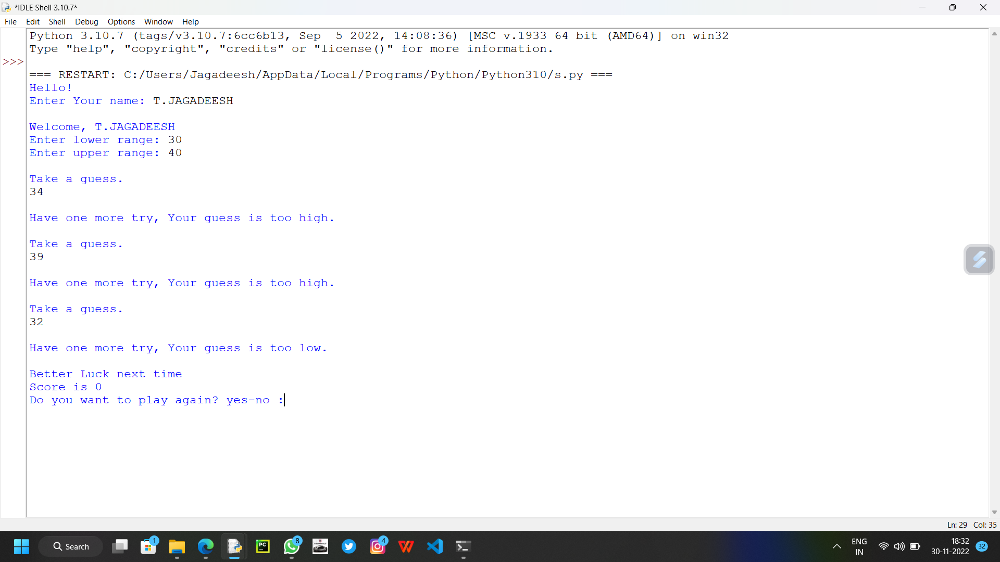 *IDLE Shell 3.10.7*
File Edit Shell Debug Options Window Help
Python 3.10.7 (tags/v3.10.7:6cc6b13, Sep  5 2022, 14:08:36) [MSC v.1933 64 bit (AMD64)] on win32
Type "help", "copyright", "credits" or "license()" for more information.
>>>
=== RESTART: C:/Users/Jagadeesh/AppData/Local/Programs/Python/Python310/s.py ===
Hello!
Enter Your name: T.JAGADEESH
Welcome, T.JAGADEESH
Enter lower range: 30
Enter upper range: 40
Take a guess.
34
Have one more try, Your guess is too high.
Take a guess.
39
Have one more try, Your guess is too high.
Take a guess.
32
Have one more try, Your guess is too low.
Better Luck next time
Score is 0
Do you want to play again? yes-no :
Ln: 29 Col: 35
Search
1
PC
8
ASPHALT
4
ENG
IN
18:32
30-11-2022
32